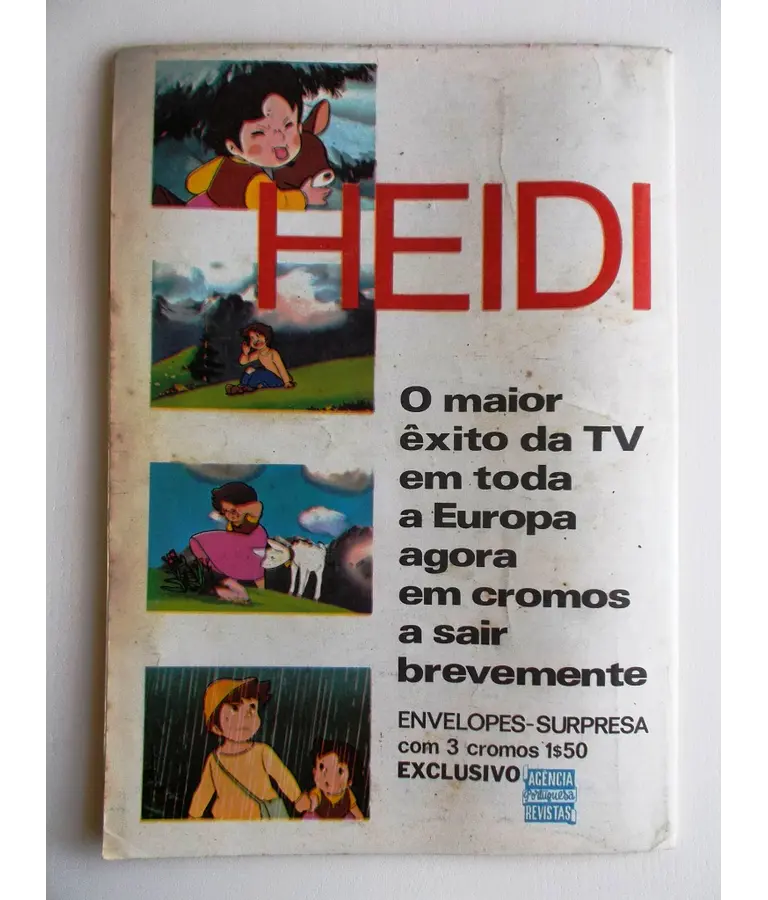 HEIDI
O maior
êxito da TV
em toda
a Europa
agora
em cromos
a sair
brevemente
ENVELOPES-SURPRESA
com 3 cromos 1$50
EXCLUSIVO
AGÊNCIA
Portuguesa
REVISTAS